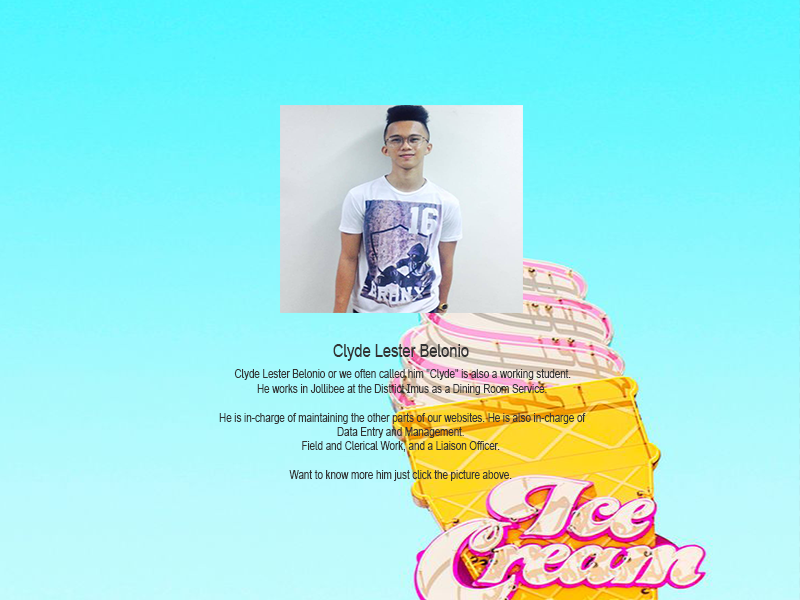 16
Clyde Lester Belonio
Clyde Lester Belonio or we often called him "Clyde" is also a working student.
He works in Jollibee at the District Imus as a Dining Room Service.
He is in-charge of maintaining the other parts of our websites. He is also in-charge of
Data Entry and Management.
Field and Clerical Work, and a Liaison Officer.
Want to know more him just click the picture above.
Ice
Cream